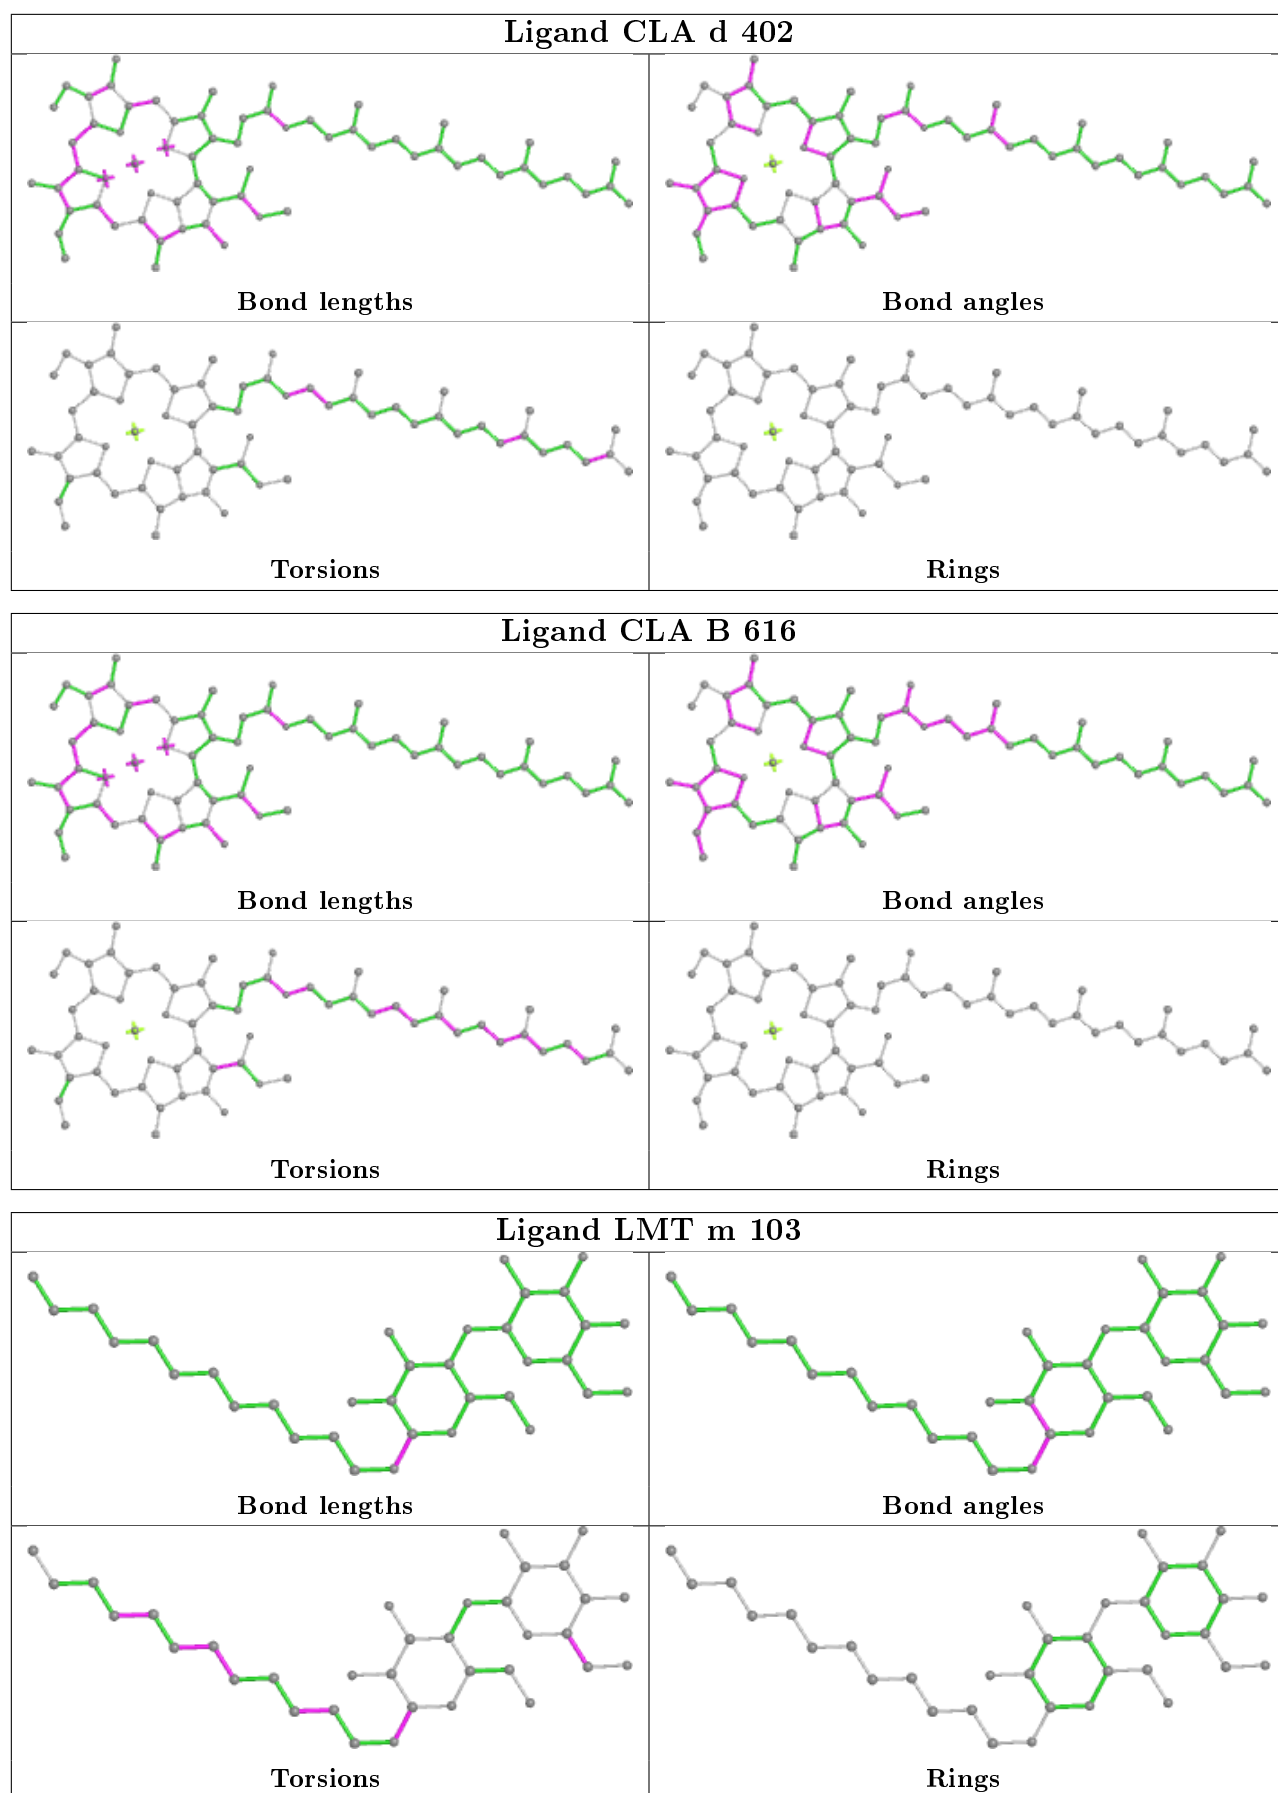 Ligand CLA d 402
Bond lengths
Bond angles
Torsions
Rings
Ligand CLA B 616
Bond lengths
Bond angles
Torsions
Rings
Ligand LMT m 103
Bond lengths
Bond angles
Torsions
Rings